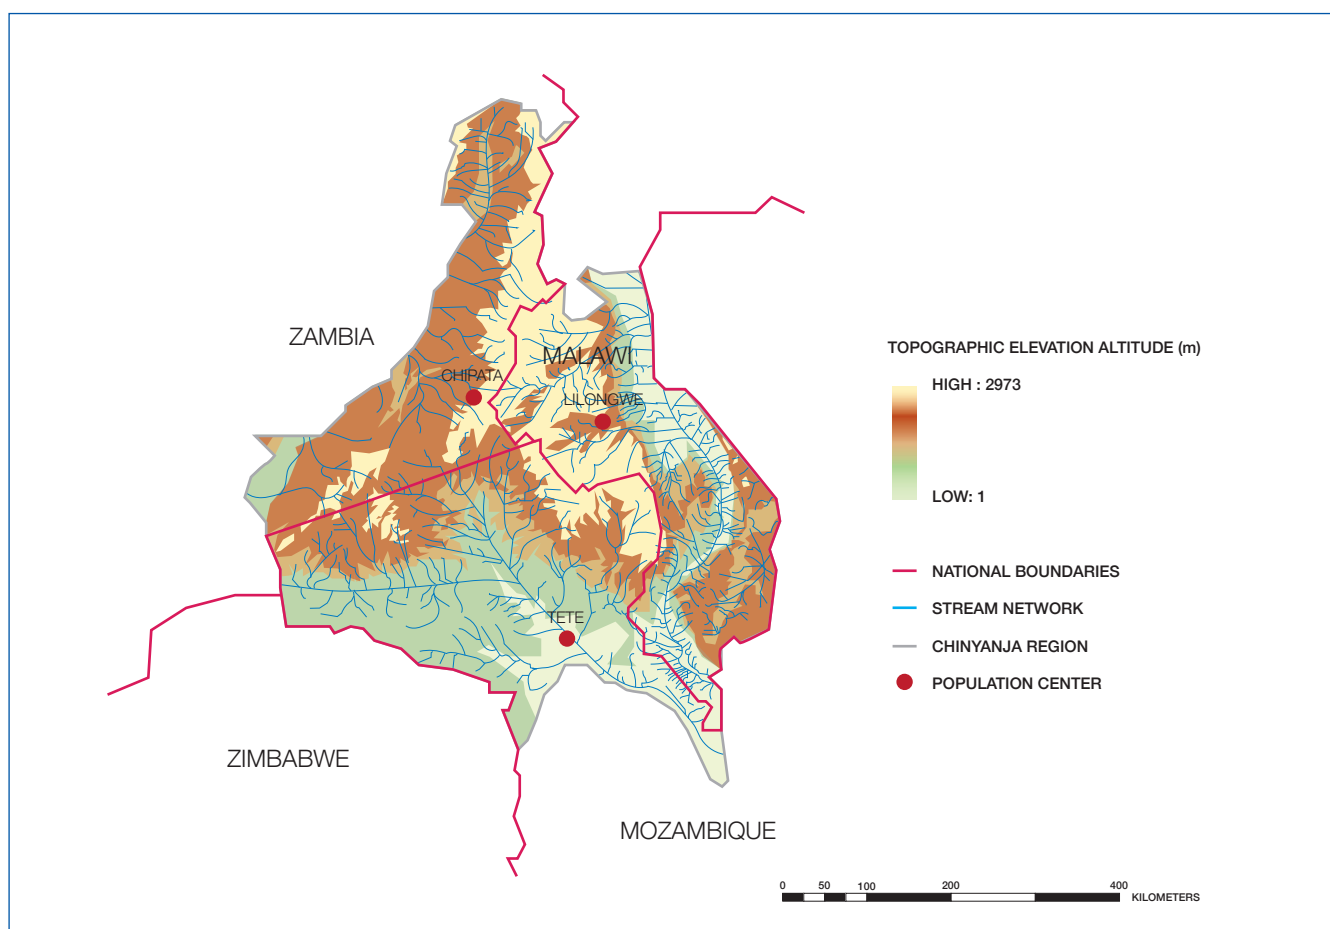 ZAMBIA
MALAWI
CHIPATA
LILONGWE
TETE
ZIMBABWE
MOZAMBIQUE
TOPOGRAPHIC ELEVATION ALTITUDE (m)
HIGH : 2973
LOW: 1
NATIONAL BOUNDARIES
STREAM NETWORK
CHINYANJA REGION
POPULATION CENTER
0 50 100 200 400
KILOMETERS